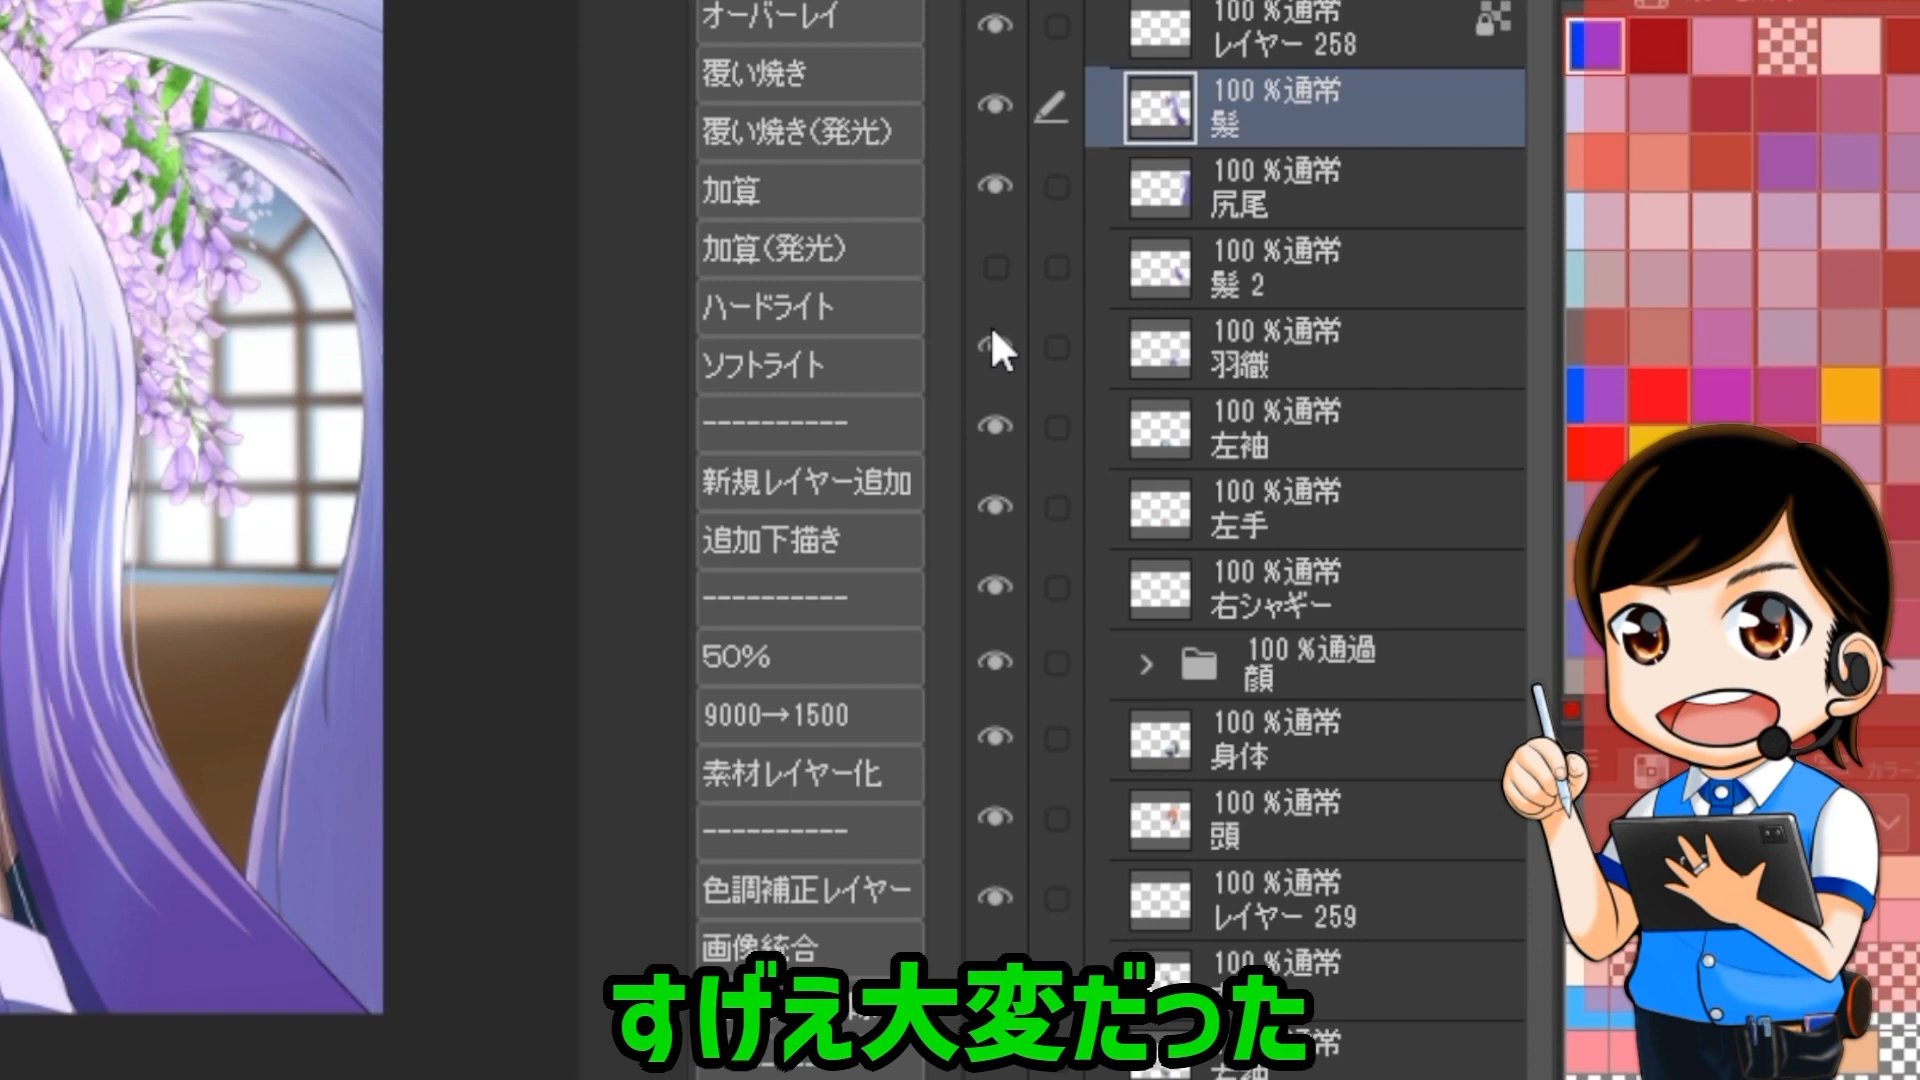 オーバーレイ
覆い焼き
覆い焼き(発光)
加算
加算(発光)
ハードライト
ソフトライト
----------
新規レイヤー追加
追加下描き
----------
50%
9000→1500
素材レイヤー化
----------
色調補正レイヤー
画像統合
100 %通常
レイヤー 258
100 %通常
髪
100 %通常
尻尾
100 %通常
髪 2
100 %通常
羽織
100 %通常
左袖
100 %通常
左手
100 %通常
右シャギー
100 %通過
顔
100 %通常
身体
100 %通常
頭
100 %通常
レイヤー 259
100 %通常
すげえ大変だった